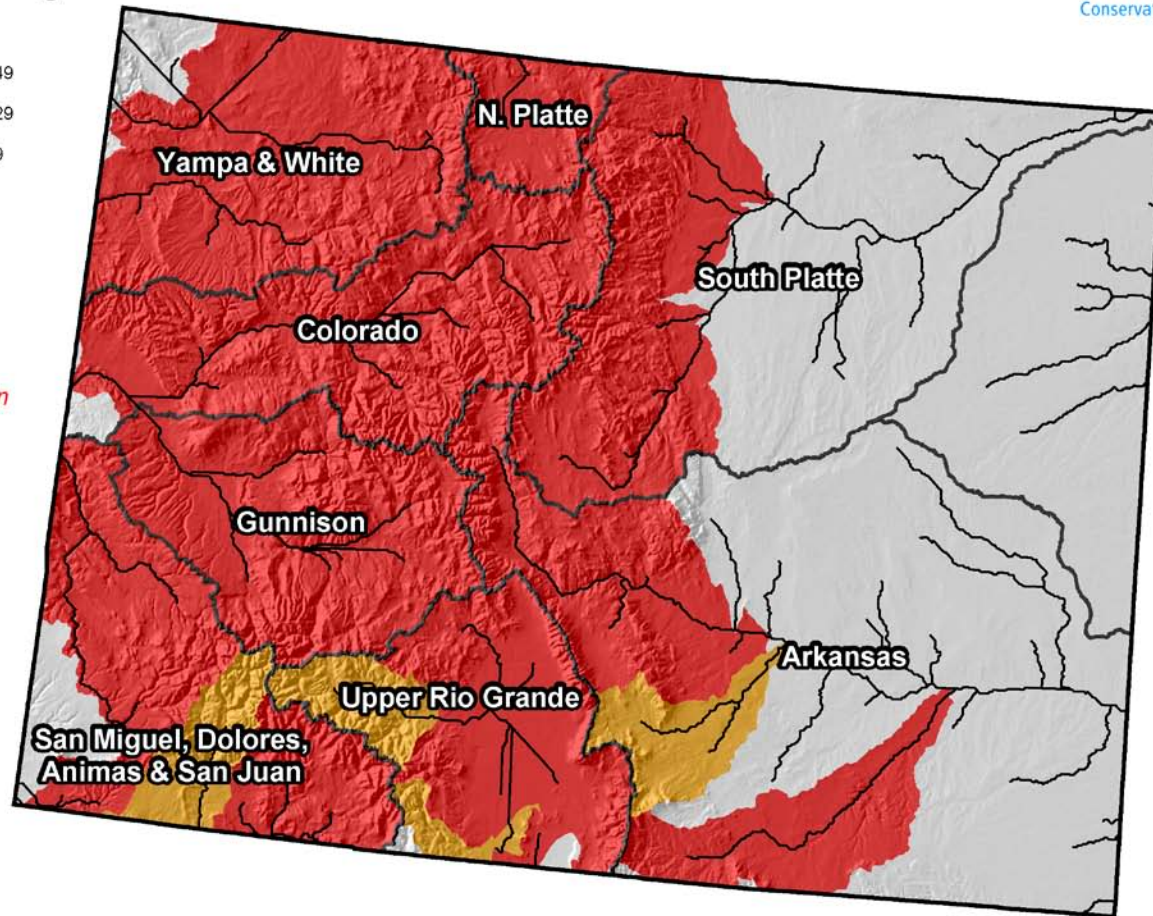 N. Platte
Yampa & White
South Platte
Colorado
Gunnison
Arkansas
Upper Rio Grande
San Miguel, Dolores,
Animas & San Juan